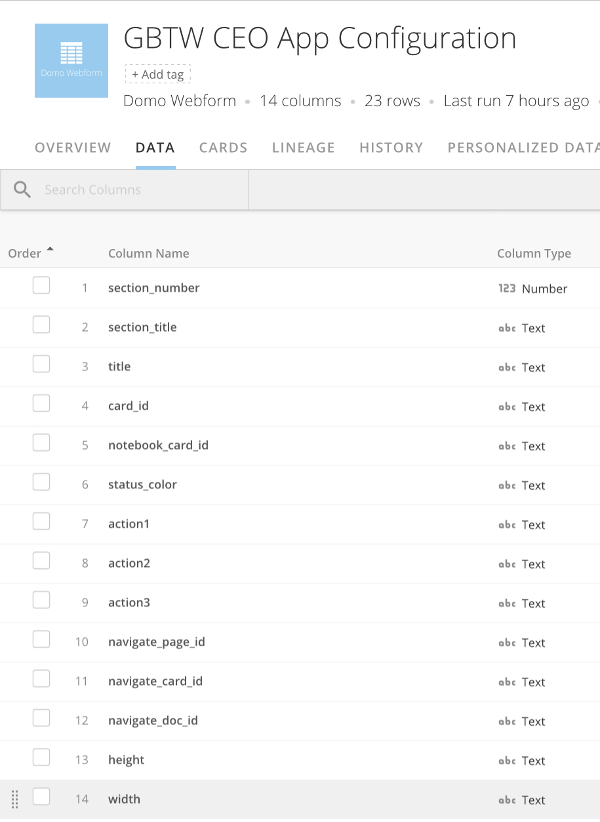 GBTW CEO App Configuration
Domo Webform
+ Add tag
Domo Webform • 14 columns • 23 rows • Last run 7 hours ago
OVERVIEW DATA CARDS LINEAGE HISTORY PERSONALIZED DATA
Search Columns
Order Column Name Column Type
1 section_number 123 Number
2 section_title abc Text
3 title abc Text
4 card_id abc Text
5 notebook_card_id abc Text
6 status_color abc Text
7 action1 abc Text
8 action2 abc Text
9 action3 abc Text
10 navigate_page_id abc Text
11 navigate_card_id abc Text
12 navigate_doc_id abc Text
13 height abc Text
14 width abc Text